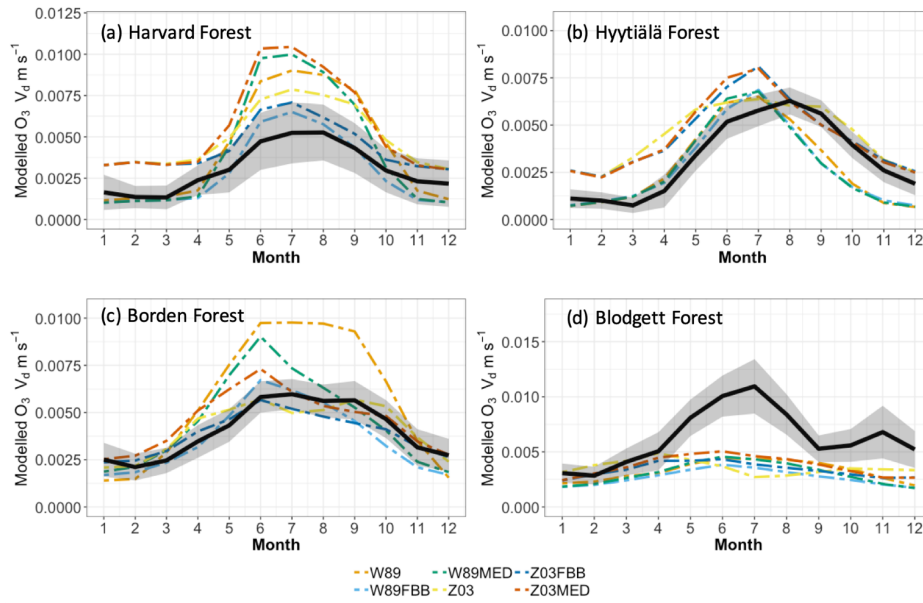 (a) Harvard Forest
Modelled O3 Vd m s−1
0.0125
0.0100
0.0075
0.0050
0.0025
0.0000
1 2 3 4 5 6 7 8 9 10 11 12
Month
(b) Hyytiälä Forest
Modelled O3 Vd m s−1
0.0100
0.0075
0.0050
0.0025
0.0000
1 2 3 4 5 6 7 8 9 10 11 12
Month
(c) Borden Forest
Modelled O3 Vd m s−1
0.0100
0.0075
0.0050
0.0025
0.0000
1 2 3 4 5 6 7 8 9 10 11 12
Month
(d) Blodgett Forest
Modelled O3 Vd m s−1
0.015
0.010
0.005
0.000
1 2 3 4 5 6 7 8 9 10 11 12
Month
W89 W89MED Z03FBB
W89FBB Z03 Z03MED